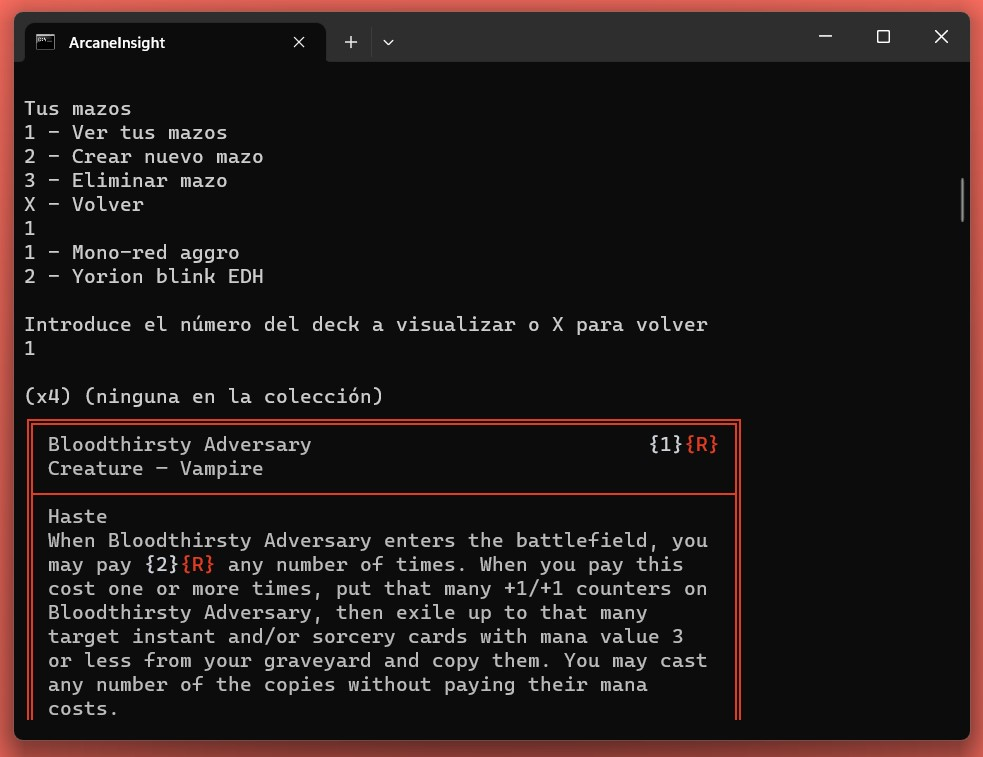 ArcaneInsight
Tus mazos
1 - Ver tus mazos
2 - Crear nuevo mazo
3 - Eliminar mazo
X - Volver
1
1 - Mono-red aggro
2 - Yorion blink EDH
Introduce el número del deck a visualizar o X para volver
1
(x4) (ninguna en la colección)
Bloodthirsty Adversary {1}{R}
Creature — Vampire
Haste
When Bloodthirsty Adversary enters the battlefield, you
may pay {2}{R} any number of times. When you pay this
cost one or more times, put that many +1/+1 counters on
Bloodthirsty Adversary, then exile up to that many
target instant and/or sorcery cards with mana value 3
or less from your graveyard and copy them. You may cast
any number of the copies without paying their mana
costs.